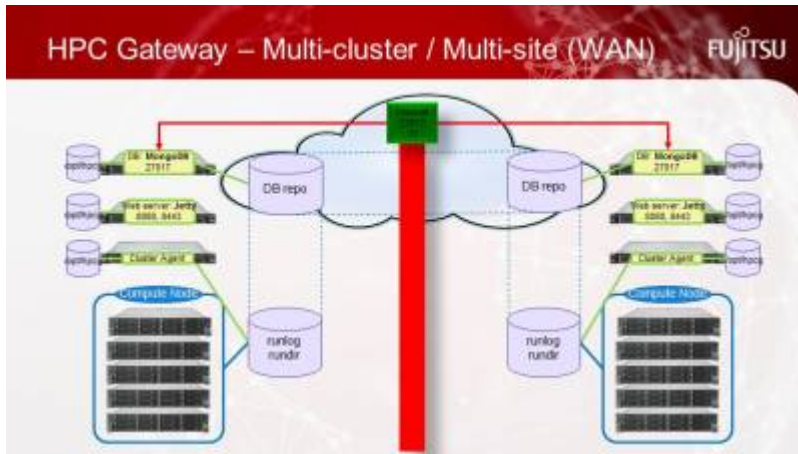 HPC Gateway – Multi-cluster / Multi-site (WAN)
FUJITSU
DB: MongoDB
27017
DB repo
Web server Jetty
8080, 8443
Cluster Agent
Compute Node
runlog
rundir
DB: MongoDB
27017
DB repo
Web server Jetty
8080, 8443
Cluster Agent
Compute Node
runlog
rundir